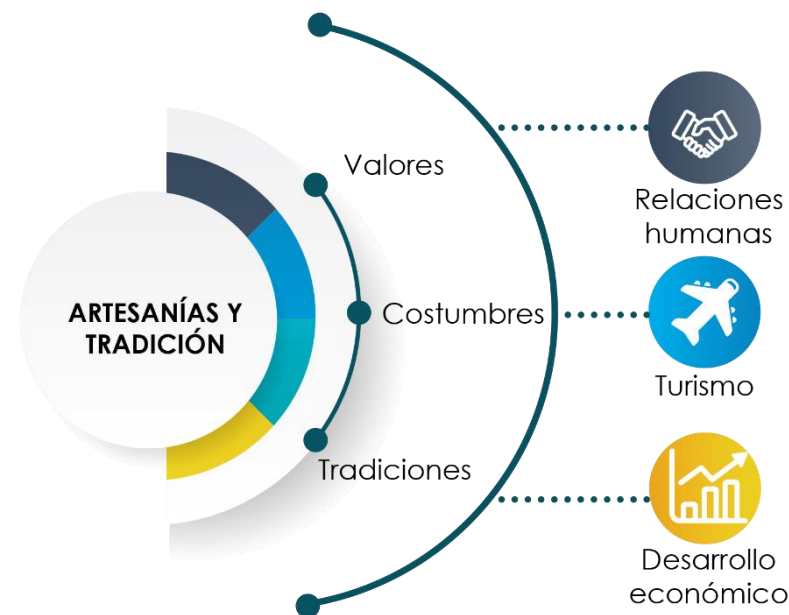 ARTESANÍAS Y
TRADICIÓN
Valores
Costumbres
Tradiciones
Relaciones
humanas
Turismo
Desarrollo
económico